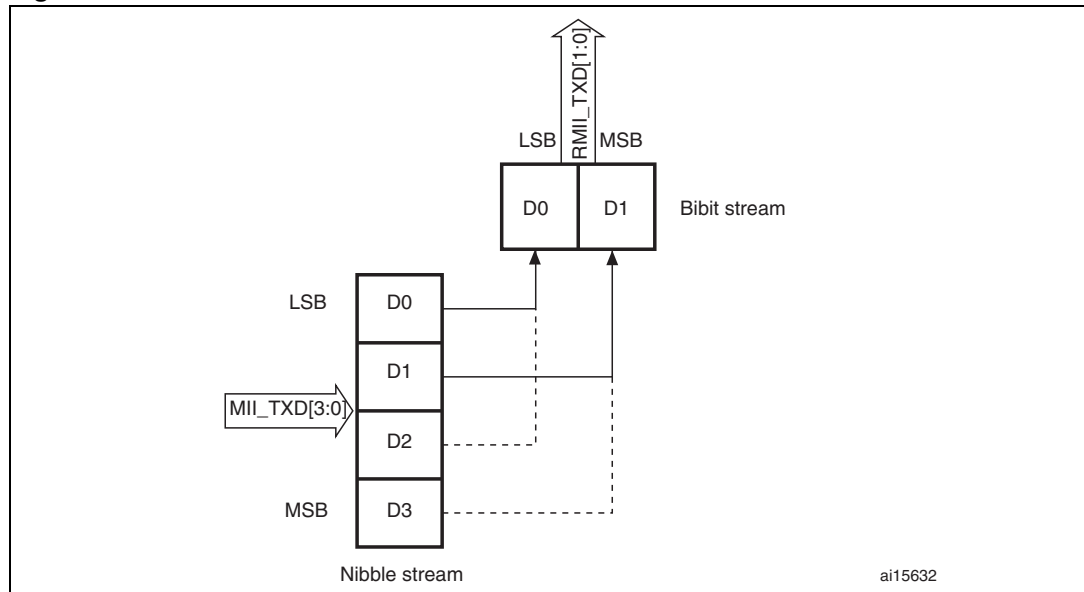 RMII_TXD[1:0]
LSB MSB
D0 D1 Bibit stream
LSB D0
D1
MII_TXD[3:0]
D2
MSB D3
Nibble stream
ai15632